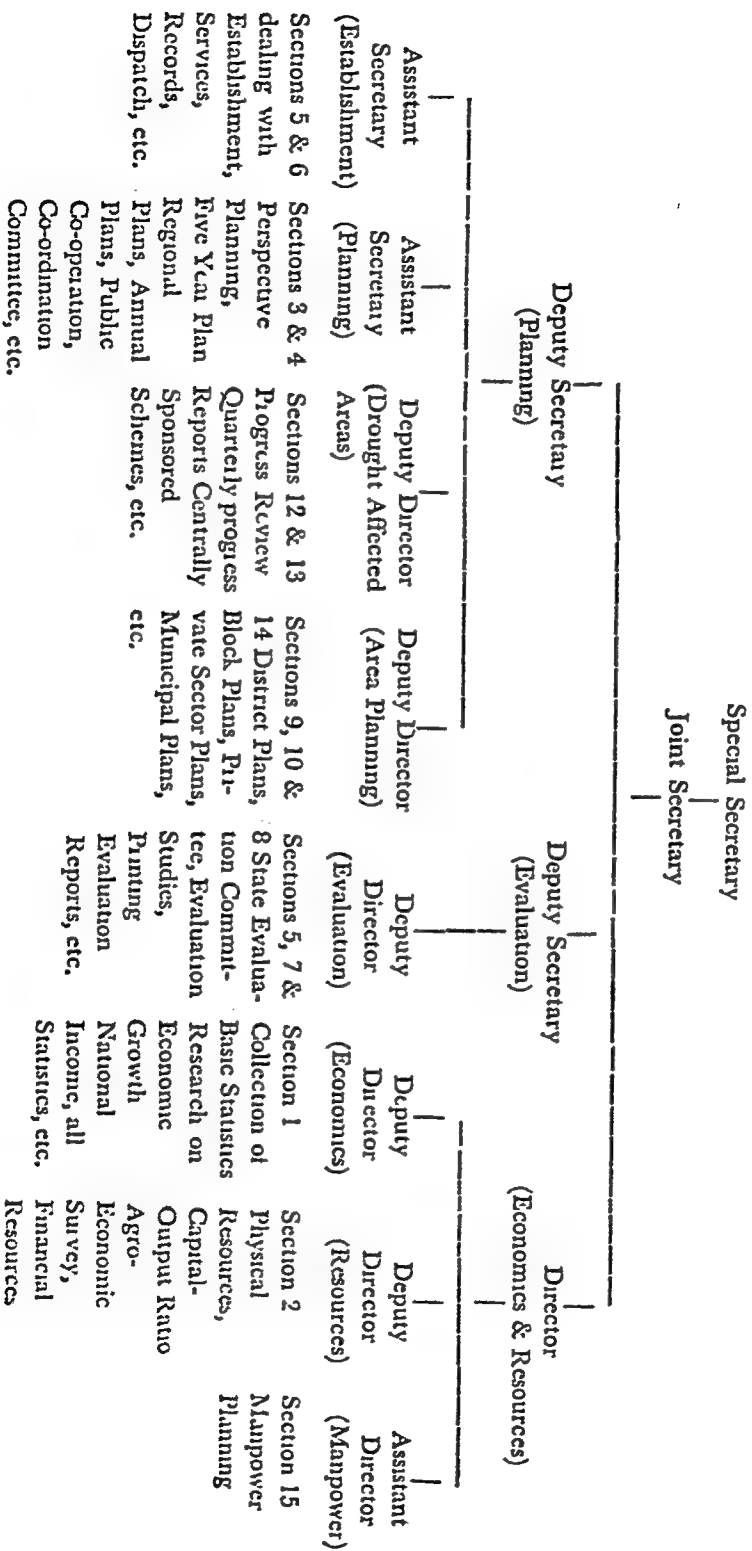 Special Secretary
Joint Secretary
Deputy Secretary
(Planning)
Deputy Secretary
(Evaluation)
Director
(Economics & Resources)
Assistant
Secretary
(Establishment)
Sections 5 & 6
dealing with
Establishment,
Services,
Records,
Dispatch, etc.
Assistant
Secretary
(Planning)
Sections 3 & 4
Perspective
Planning,
Five Year Plan
Regional
Plans, Annual
Plans, Public
Co-operation,
Co-ordination
Committee, etc.
Deputy Director
(Drought Affected
Areas)
Sections 12 & 13
Progress Review
Quarterly progress
Reports Centrally
Sponsored
Schemes, etc.
Deputy Director
(Area Planning)
Sections 9, 10 &
14 District Plans,
Block Plans, Pri-
vate Sector Plans,
Municipal Plans,
etc.
Deputy
Director
(Evaluation)
Sections 5, 7 &
8 State Evalua-
tion Commit-
tee, Evaluation
Studies,
Printing
Evaluation
Reports, etc.
Deputy
Director
(Economics)
Section 1
Collection of
Basic Statistics
Research on
Economic
Growth
National
Income, all
Statistics, etc.
Deputy
Director
(Resources)
Section 2
Physical
Resources,
Capital-
Output Ratio
Agro-
Economic
Survey,
Financial
Resources
Assistant
Director
(Manpower)
Section 15
Manpower
Planning